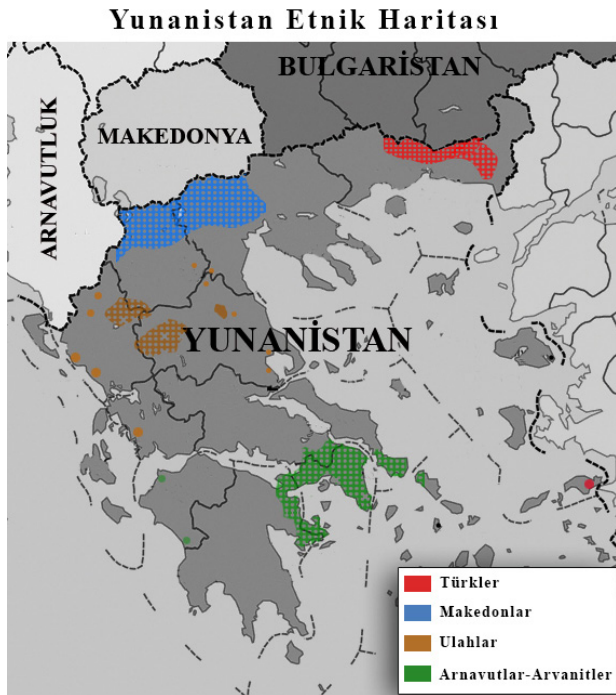 Yunanistan Etnik Haritası
BULGARİSTAN
MAKEDONYA
ARNAVUTLUK
YUNANİSTAN
Türkler
Makedonlar
Ulahlar
Arnavutlar-Arvanitler